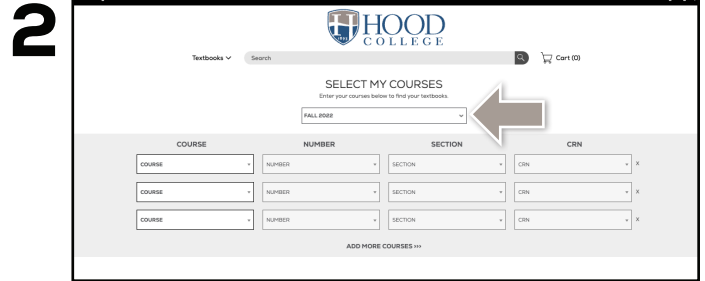 2
HOOD
COLLEGE
1893
Textbooks Search Cart (0)
SELECT MY COURSES
Enter your courses below to find your textbooks.
FALL 2022
COURSE NUMBER SECTION CRN
COURSE NUMBER SECTION CRN X
COURSE NUMBER SECTION CRN X
COURSE NUMBER SECTION CRN X
ADD MORE COURSES >>>